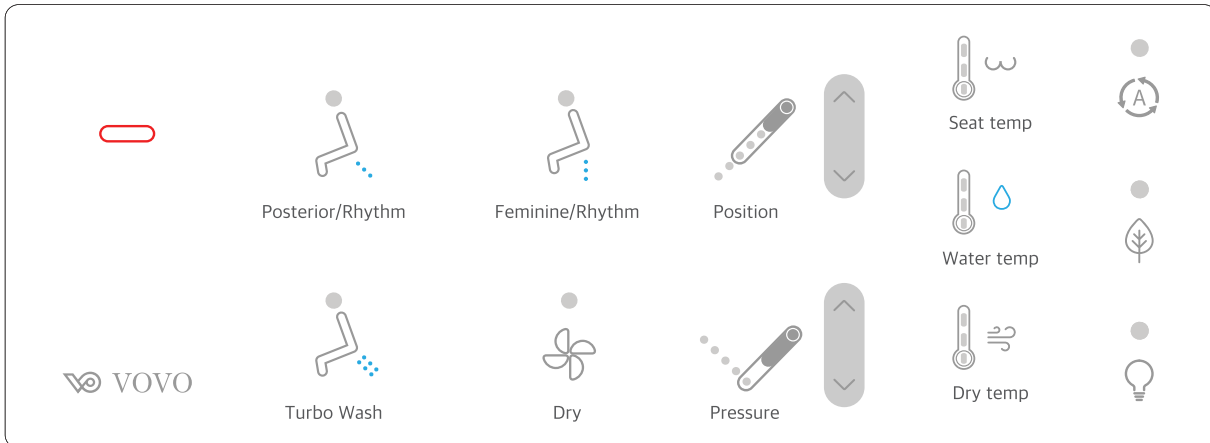 Posterior/Rhythm
Feminine/Rhythm
Position
Seat temp
A
Water temp
VOVO
Turbo Wash
Dry
Pressure
Dry temp